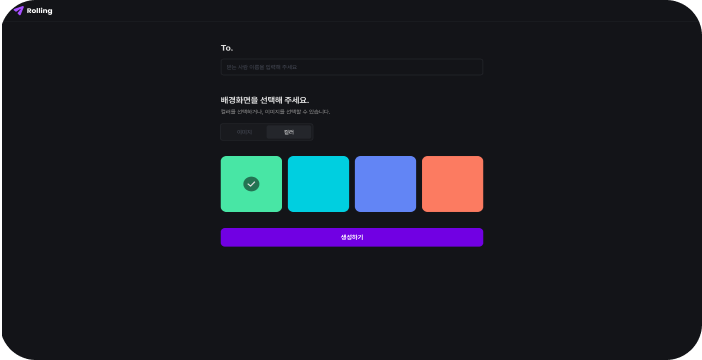 Rolling
To.
받는 사람 이름을 입력해 주세요
배경화면을 선택해 주세요.
컬러를 선택하거나, 이미지를 선택할 수 있습니다.
이미지
컬러
생성하기